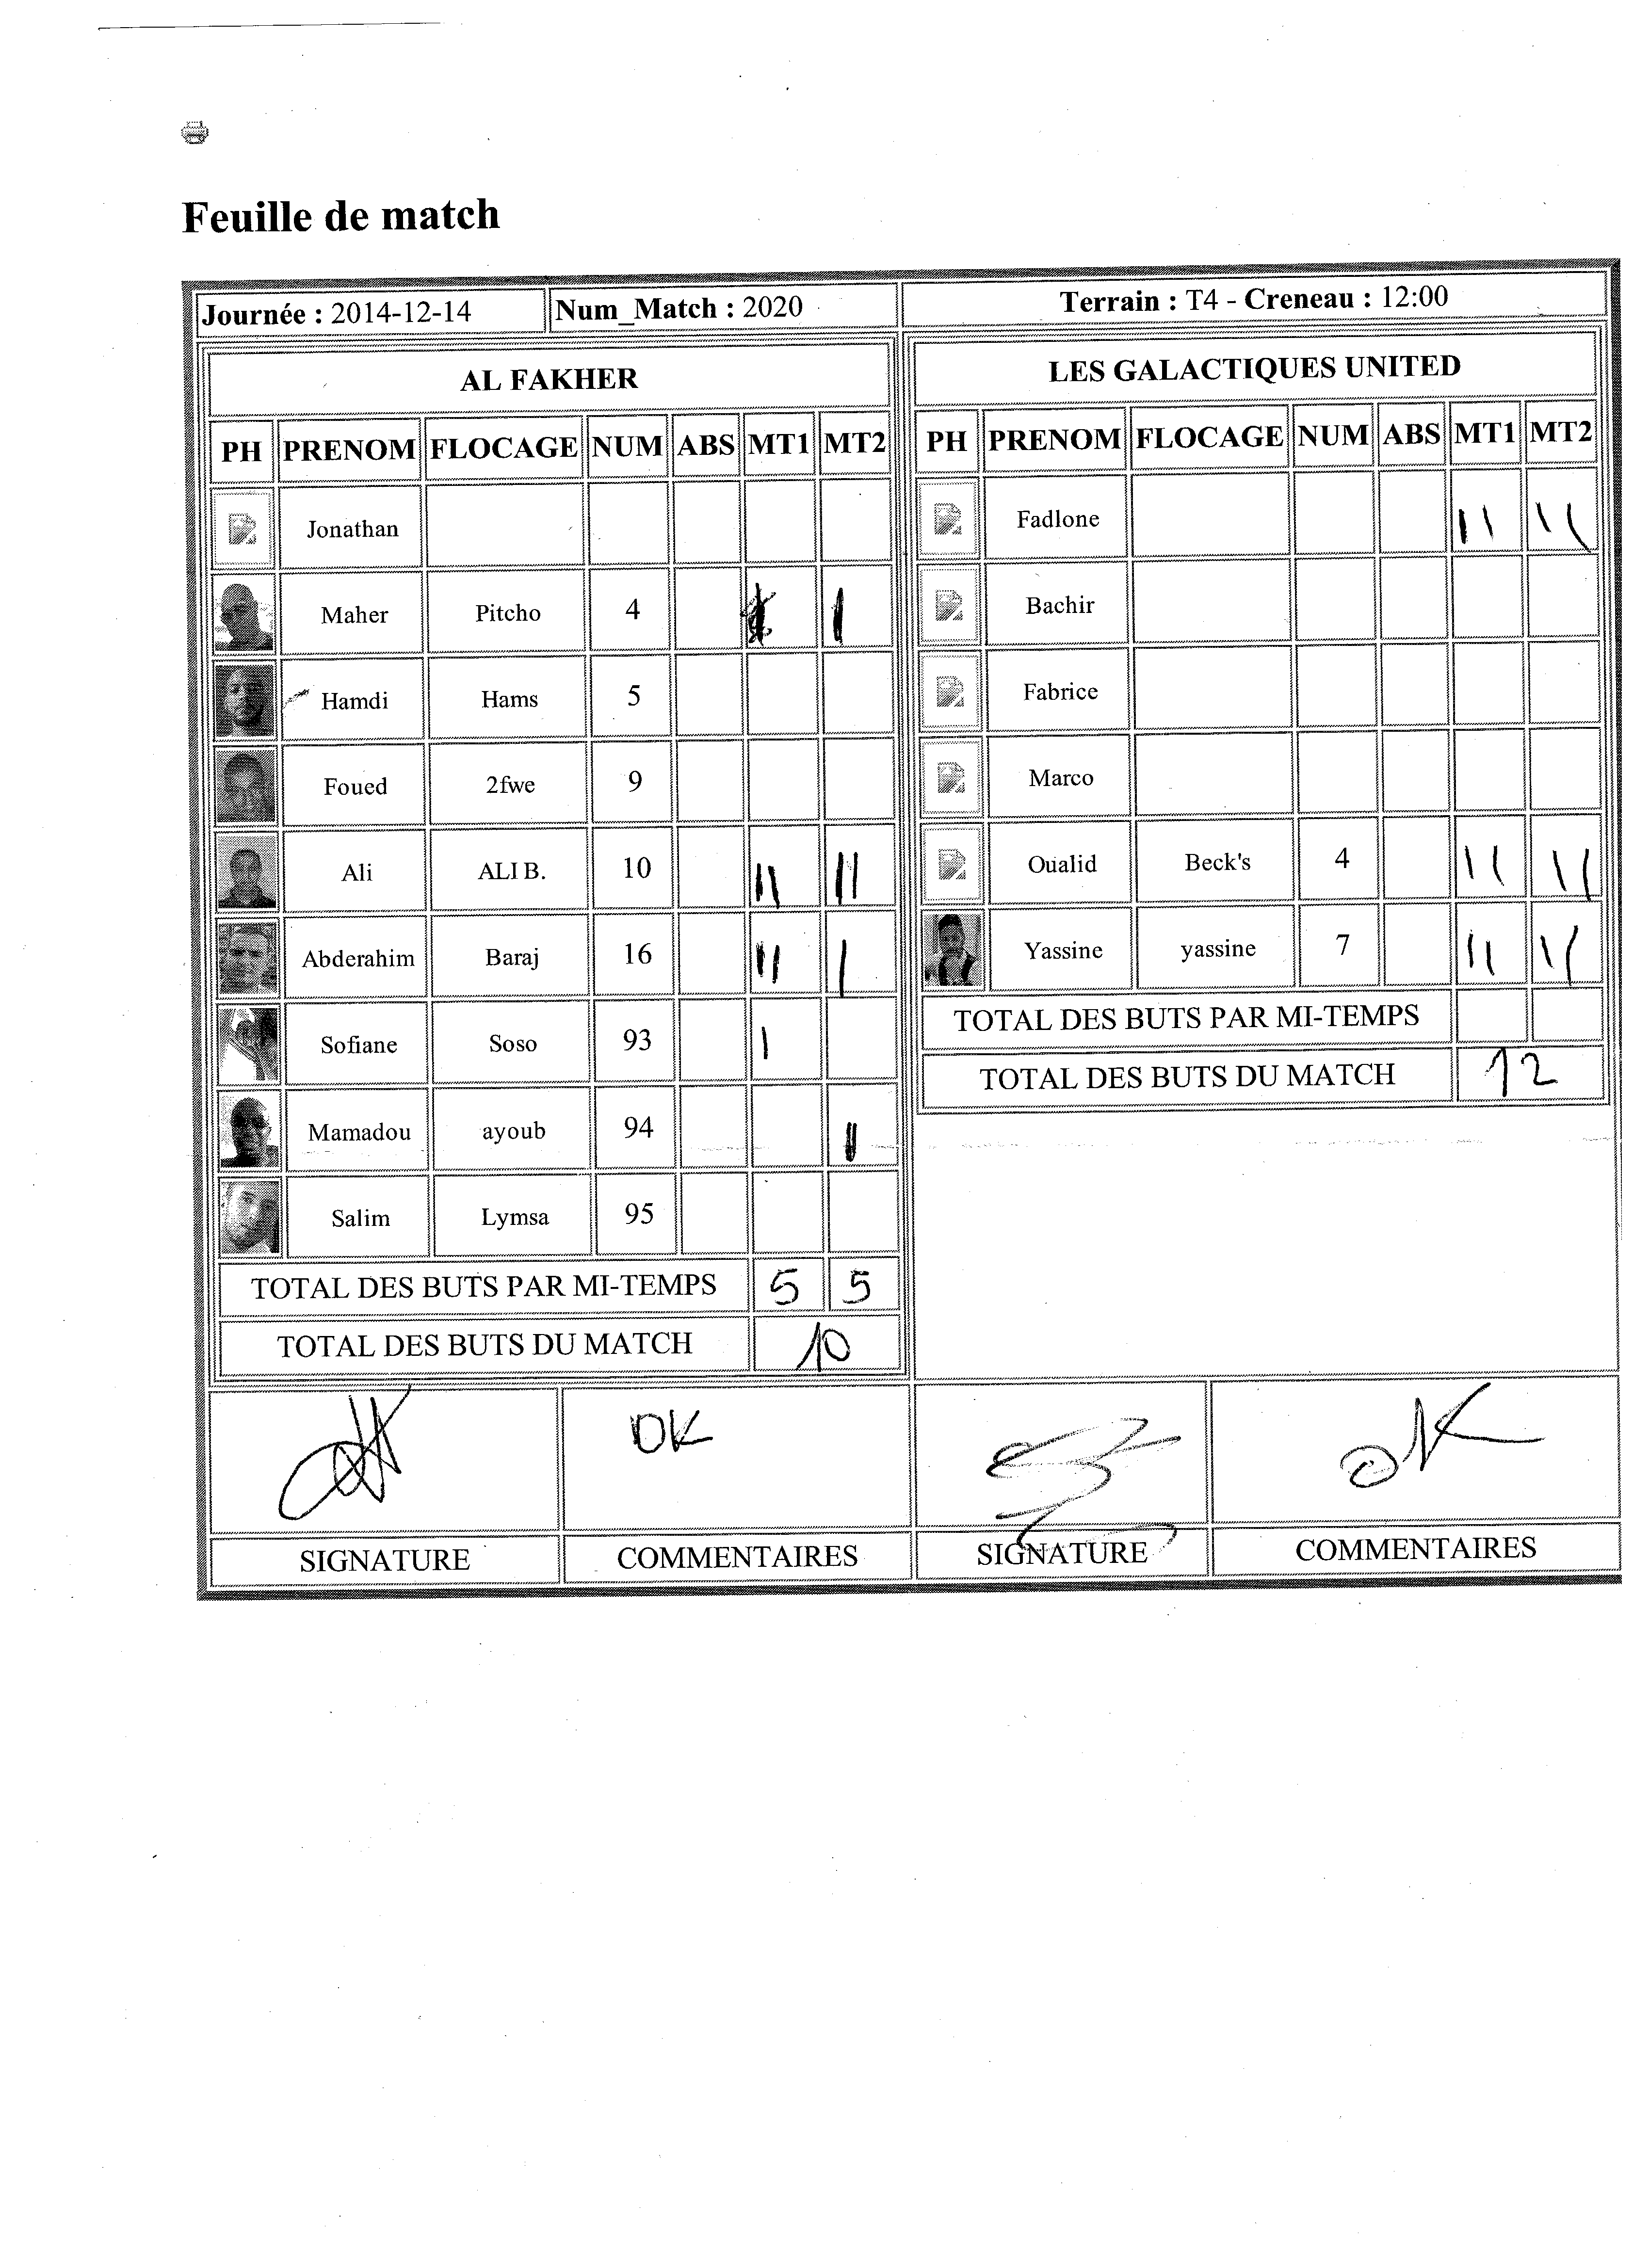 Feuille de match
Journée : 2014-12-14 Num_Match : 2020 Terrain : T4 - Creneau : 12:00
AL FAKHER
PH PRENOM FLOCAGE NUM ABS MT1 MT2
Jonathan
Maher Pitcho 4 I
Hamdi Hams 5
Foued 2fwe 9
Ali ALI B. 10 II II
Abderahim Baraj 16 II I
Sofiane Soso 93 I
Mamadou ayoub 94
Salim Lymsa 95
TOTAL DES BUTS PAR MI-TEMPS 5 5
TOTAL DES BUTS DU MATCH 10
LES GALACTIQUES UNITED
PH PRENOM FLOCAGE NUM ABS MT1 MT2
Fadlone II II
Bachir
Fabrice
Marco
Oualid Beck's 4 II II
Yassine yassine 7 II II
TOTAL DES BUTS PAR MI-TEMPS
TOTAL DES BUTS DU MATCH 12
OK
OK
SIGNATURE COMMENTAIRES SIGNATURE COMMENTAIRES